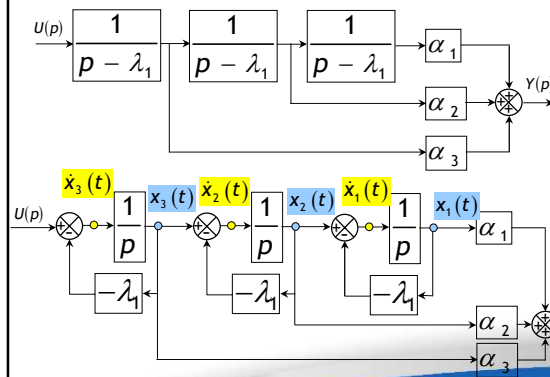 U(p)
1
p − λ₁
1
p − λ₁
1
p − λ₁
α₁
α₂
α₃
+
+
+
Y(p)
ẋ₃(t)
x₃(t)
ẋ₂(t)
x₂(t)
ẋ₁(t)
x₁(t)
U(p)
+
−
1
p
+
−
1
p
+
−
1
p
α₁
−λ₁
−λ₁
−λ₁
α₂
α₃
+
+
+